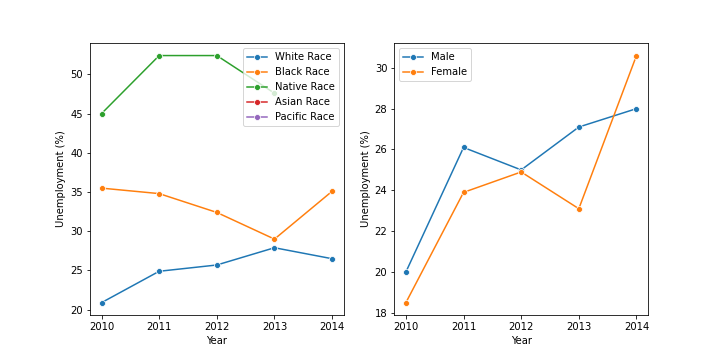 White Race
Black Race
Native Race
Asian Race
Pacific Race
50
45
40
35
30
25
20
Unemployment (%)
2010 2011 2012 2013 2014
Year
Male
Female
30
28
26
24
22
20
18
Unemployment (%)
2010 2011 2012 2013 2014
Year